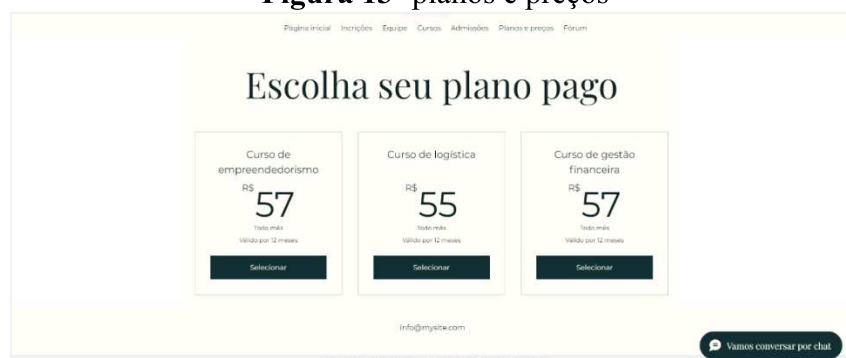 Figura 13- planos e preços
Página inicial Incrições Equipe Cursos Admissões Planos e preços Fórum
Escolha seu plano pago
Curso de
empreendedorismo
R$ 57
Todo mês
Válido por 12 meses
Selecionar
Curso de logística
R$ 55
Todo mês
Válido por 12 meses
Selecionar
Curso de gestão
financeira
R$ 57
Todo mês
Válido por 12 meses
Selecionar
info@mysite.com
Vamos conversar por chat